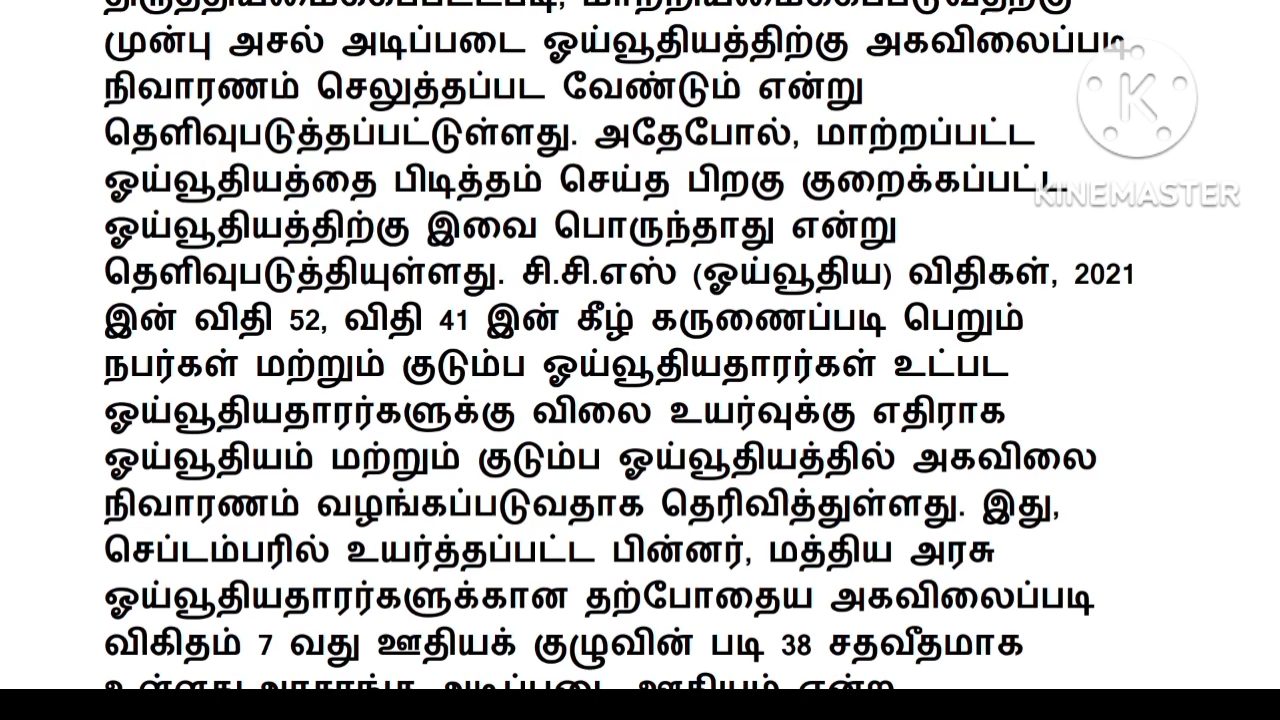 முன்பு அசல் அடிப்படை ஓய்வூதியத்திற்கு அகவிலைப்படி
நிவாரணம் செலுத்தப்பட வேண்டும் என்று
தெளிவுபடுத்தப்பட்டுள்ளது. அதேபோல், மாற்றப்பட்ட
ஓய்வூதியத்தை பிடித்தம் செய்த பிறகு குறைக்கப்பட்ட
ஓய்வூதியத்திற்கு இவை பொருந்தாது என்று
தெளிவுபடுத்தியுள்ளது. சி.சி.எஸ் (ஓய்வூதிய) விதிகள், 2021
இன் விதி 52, விதி 41 இன் கீழ் கருணைப்படி பெறும்
நபர்கள் மற்றும் குடும்ப ஓய்வூதியதாரர்கள் உட்பட
ஓய்வூதியதாரர்களுக்கு விலை உயர்வுக்கு எதிராக
ஓய்வூதியம் மற்றும் குடும்ப ஓய்வூதியத்தில் அகவிலை
நிவாரணம் வழங்கப்படுவதாக தெரிவித்துள்ளது. இது,
செப்டம்பரில் உயர்த்தப்பட்ட பின்னர், மத்திய அரசு
ஓய்வூதியதாரர்களுக்கான தற்போதைய அகவிலைப்படி
விகிதம் 7 வது ஊதியக் குழுவின் படி 38 சதவீதமாக
K
KINEMASTER